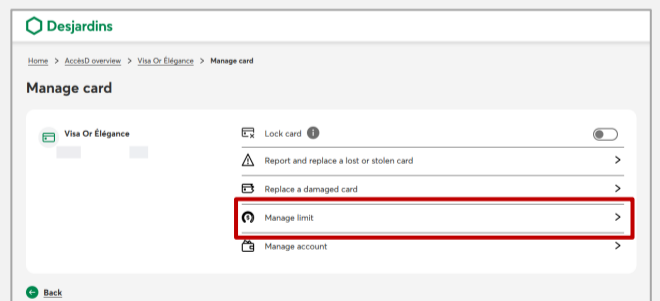 Desjardins
Home > AccèsD overview > Visa Or Élégance > Manage card
Manage card
Visa Or Élégance
Lock card
Report and replace a lost or stolen card
Replace a damaged card
Manage limit
Manage account
Back